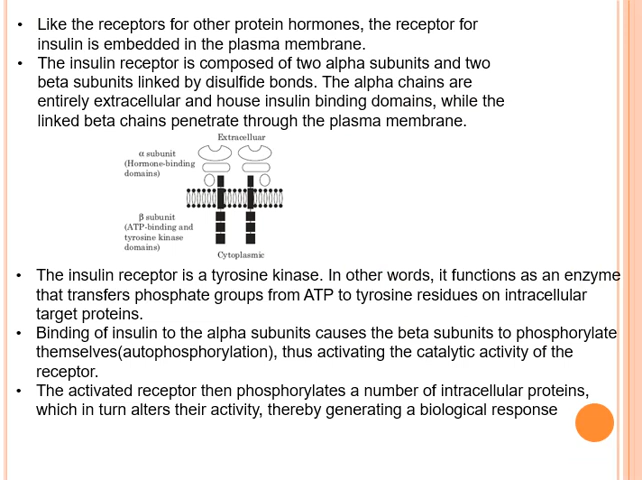 • Like the receptors for other protein hormones, the receptor for
insulin is embedded in the plasma membrane.
• The insulin receptor is composed of two alpha subunits and two
beta subunits linked by disulfide bonds. The alpha chains are
entirely extracellular and house insulin binding domains, while the
linked beta chains penetrate through the plasma membrane.
Extracelluar
α subunit
(Hormone-binding
domains)
β subunit
(ATP-binding and
tyrosine kinase
domains)
Cytoplasmic
• The insulin receptor is a tyrosine kinase. In other words, it functions as an enzyme
that transfers phosphate groups from ATP to tyrosine residues on intracellular
target proteins.
• Binding of insulin to the alpha subunits causes the beta subunits to phosphorylate
themselves(autophosphorylation), thus activating the catalytic activity of the
receptor.
• The activated receptor then phosphorylates a number of intracellular proteins,
which in turn alters their activity, thereby generating a biological response